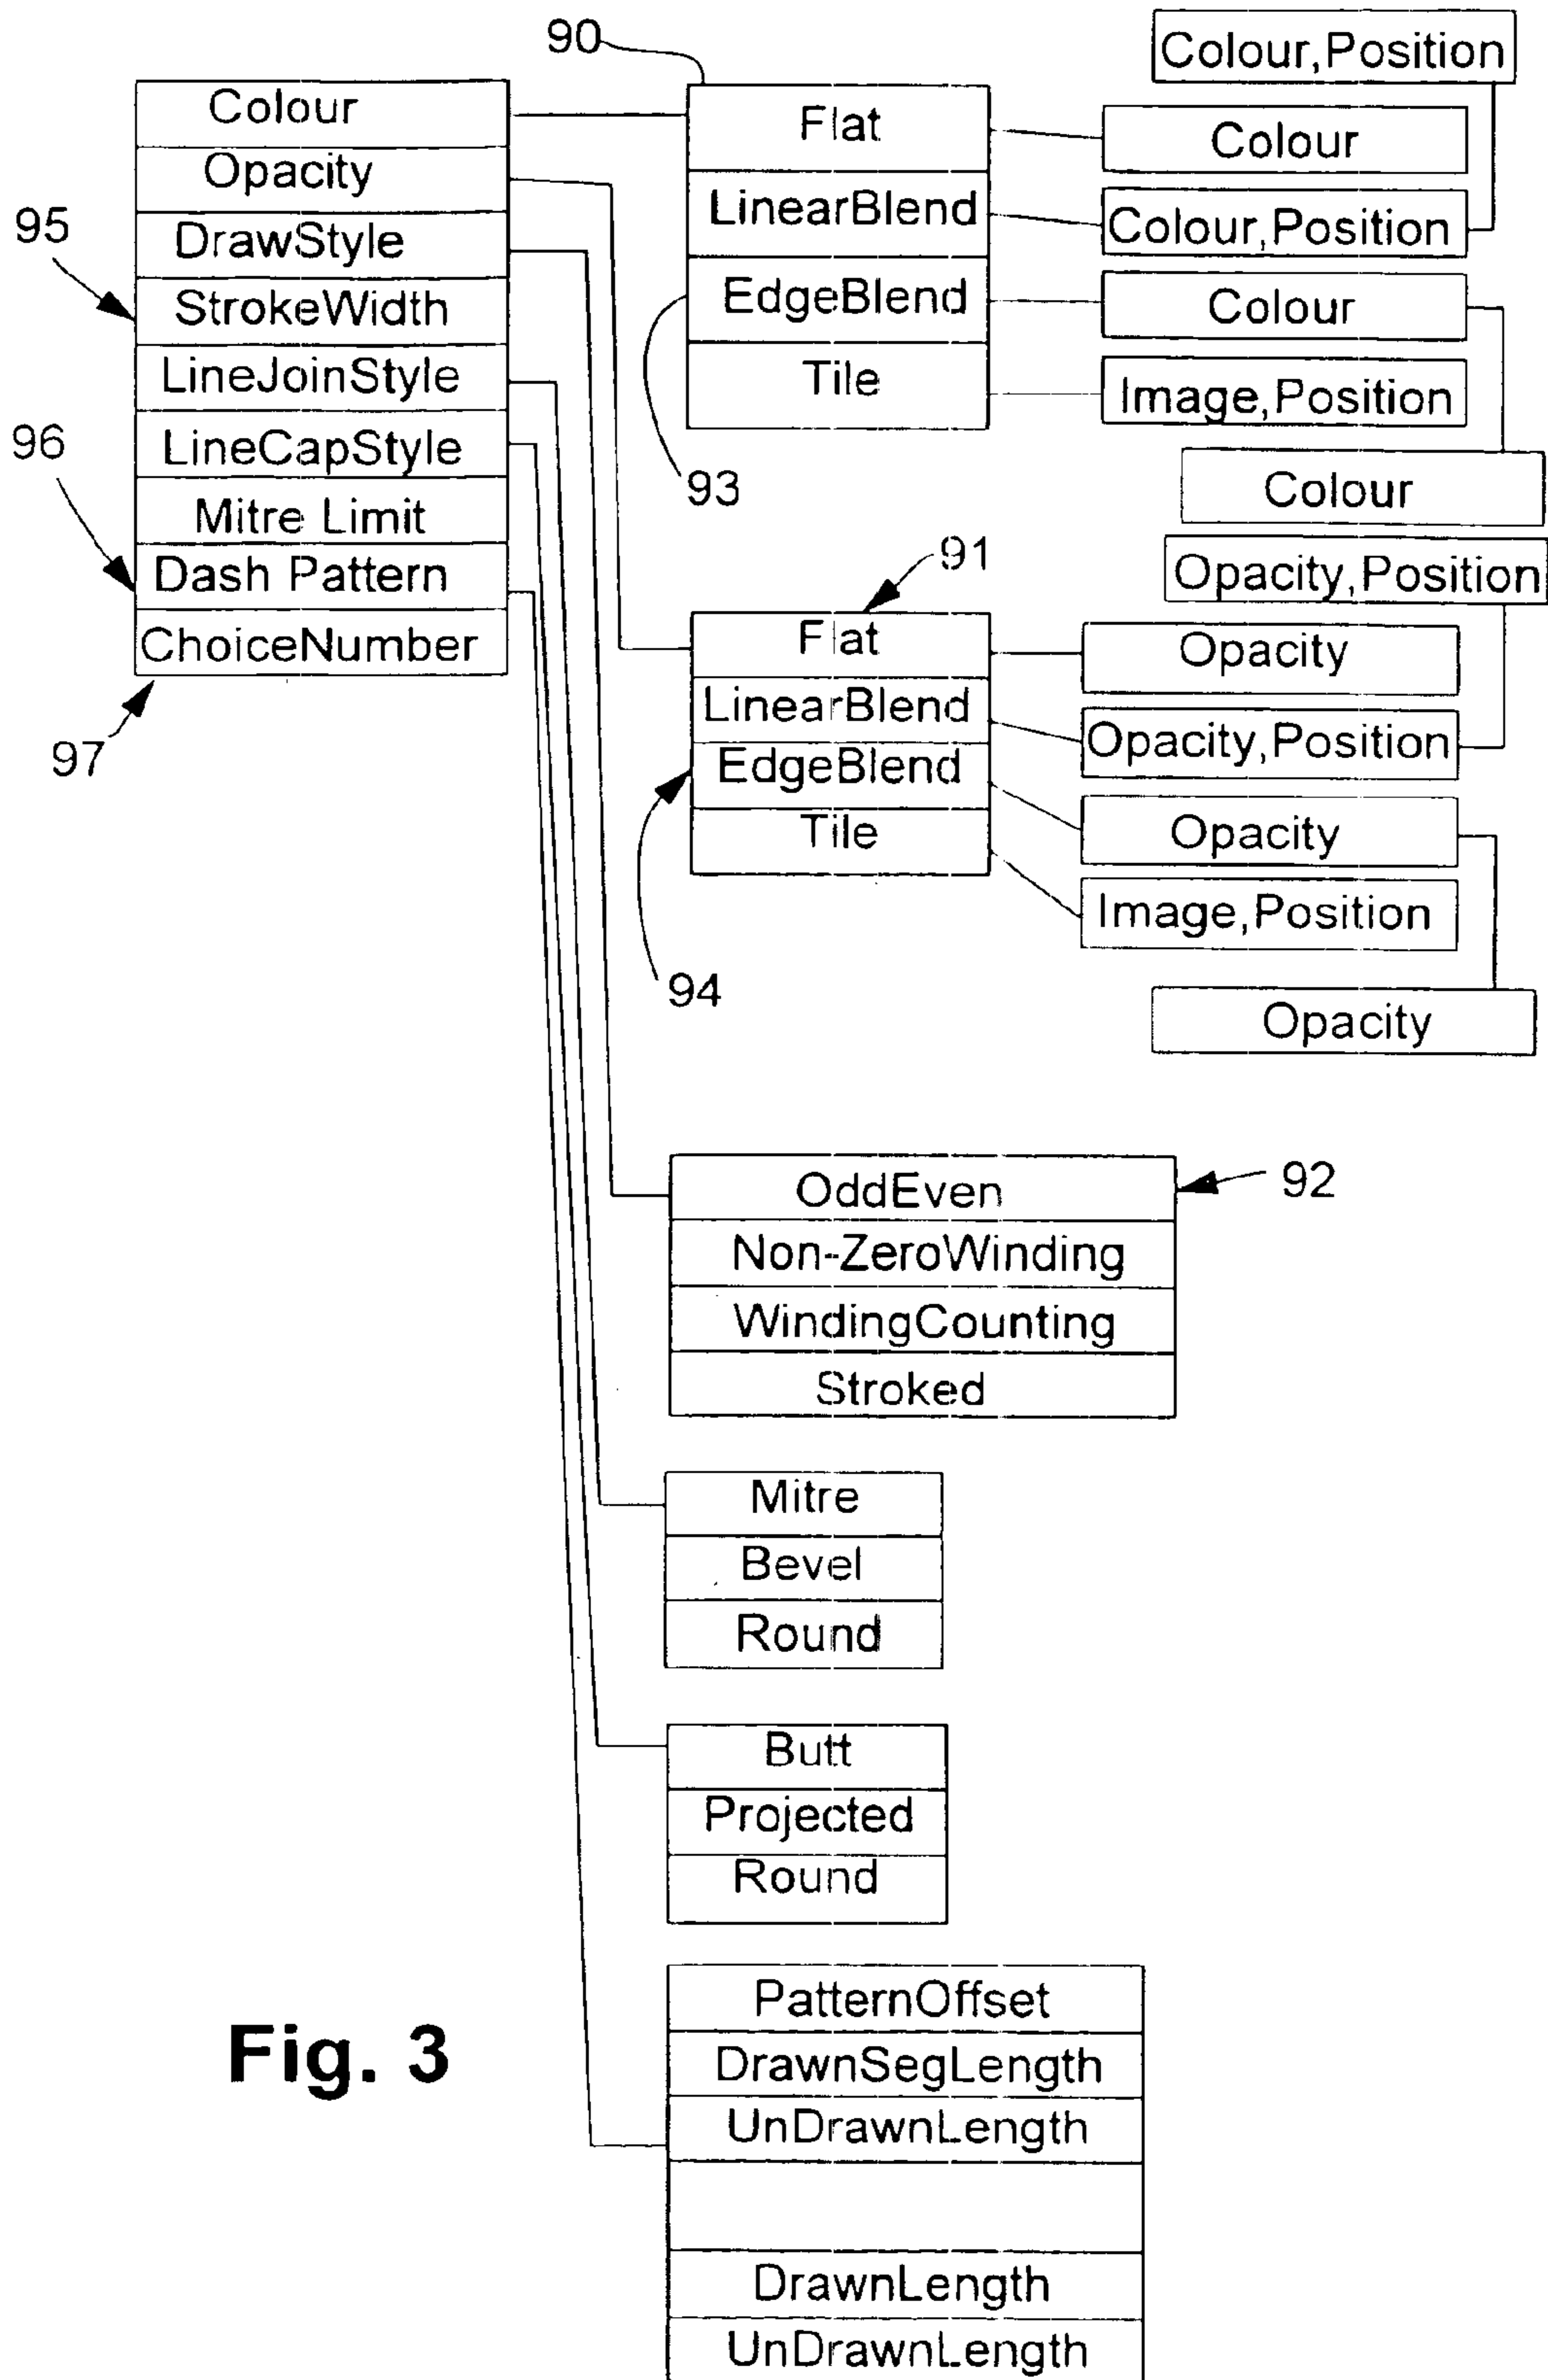 90
Colour,Position
Colour
Opacity
DrawStyle
StrokeWidth
LineJoinStyle
LineCapStyle
Mitre Limit
Dash Pattern
ChoiceNumber
95
96
97
Flat
LinearBlend
EdgeBlend
Tile
93
Colour
Colour,Position
Colour
Image,Position
Colour
91
Flat
LinearBlend
EdgeBlend
Tile
94
Opacity,Position
Opacity
Opacity,Position
Opacity
Image,Position
Opacity
OddEven
Non-ZeroWinding
WindingCounting
Stroked
92
Mitre
Bevel
Round
Butt
Projected
Round
PatternOffset
DrawnSegLength
UnDrawnLength
DrawnLength
UnDrawnLength
Fig. 3